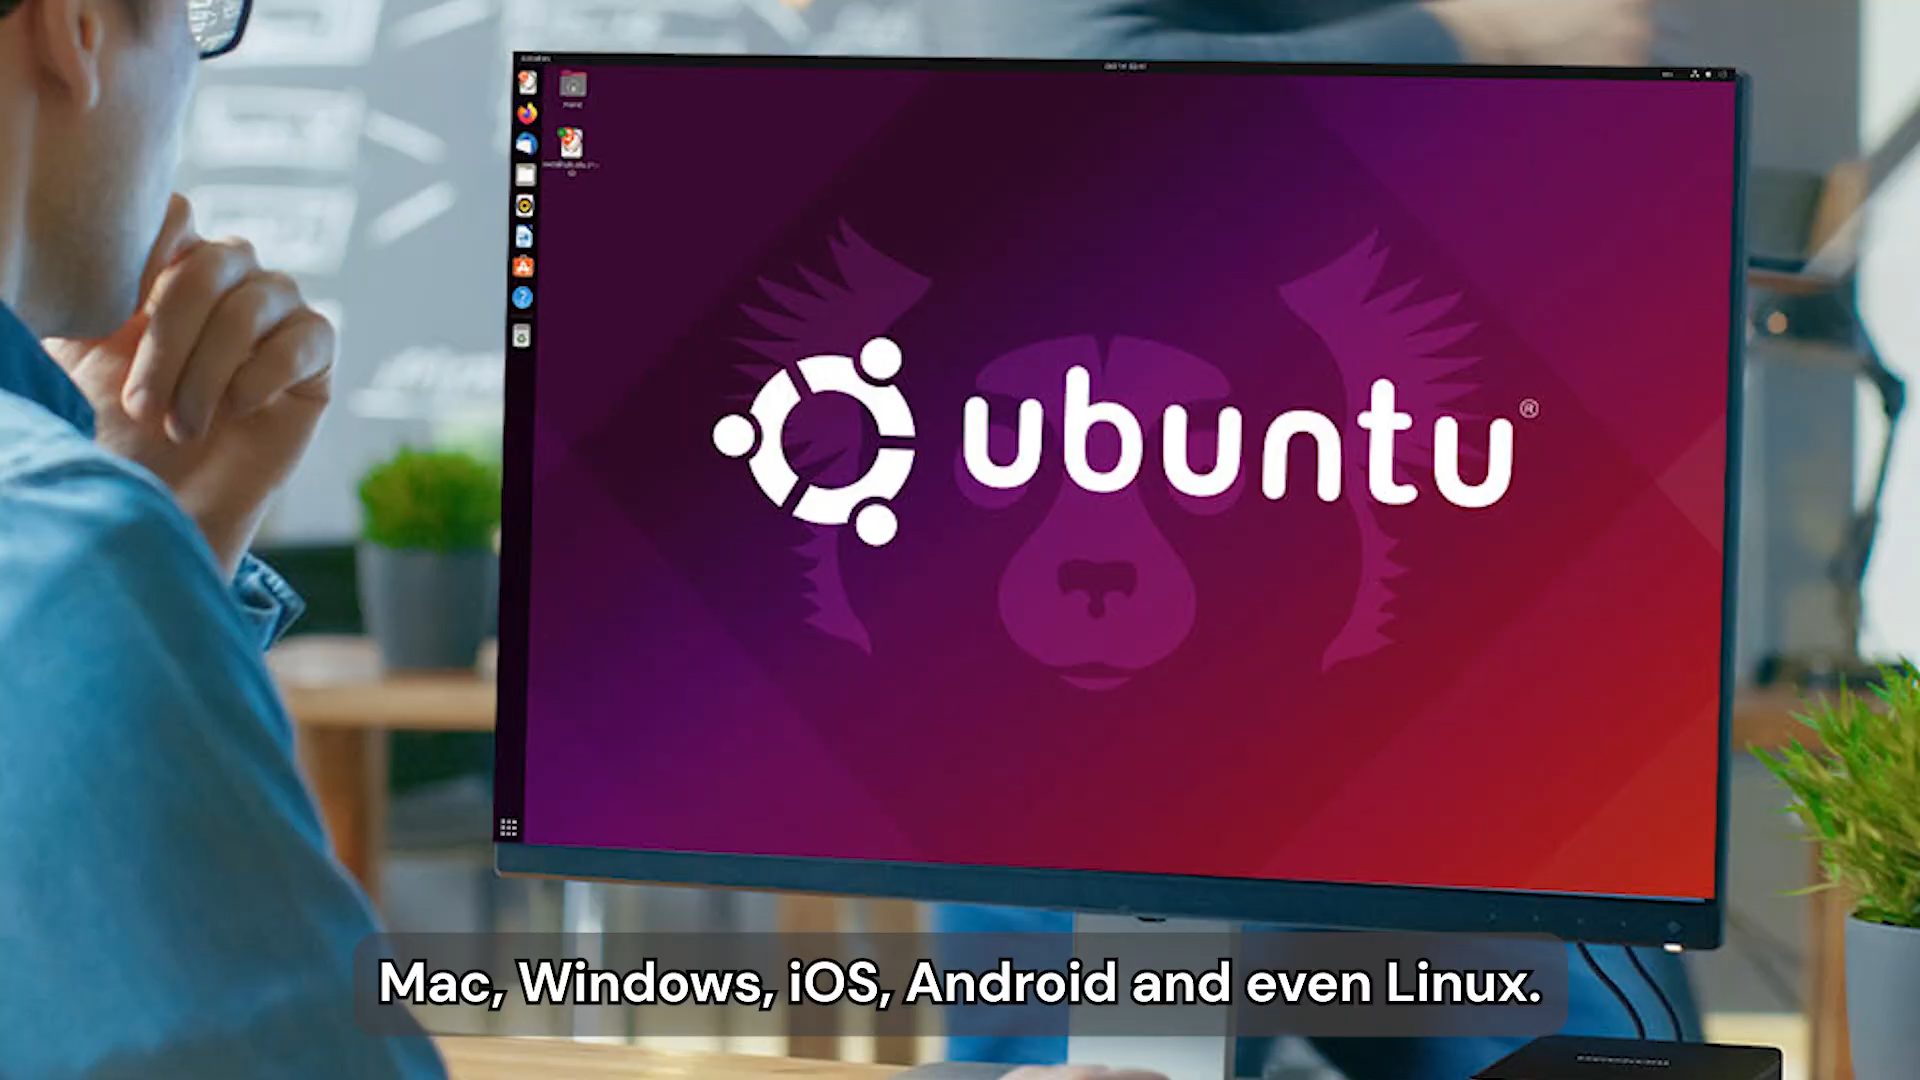 ubuntu®
Mac, Windows, iOS, Android and even Linux.